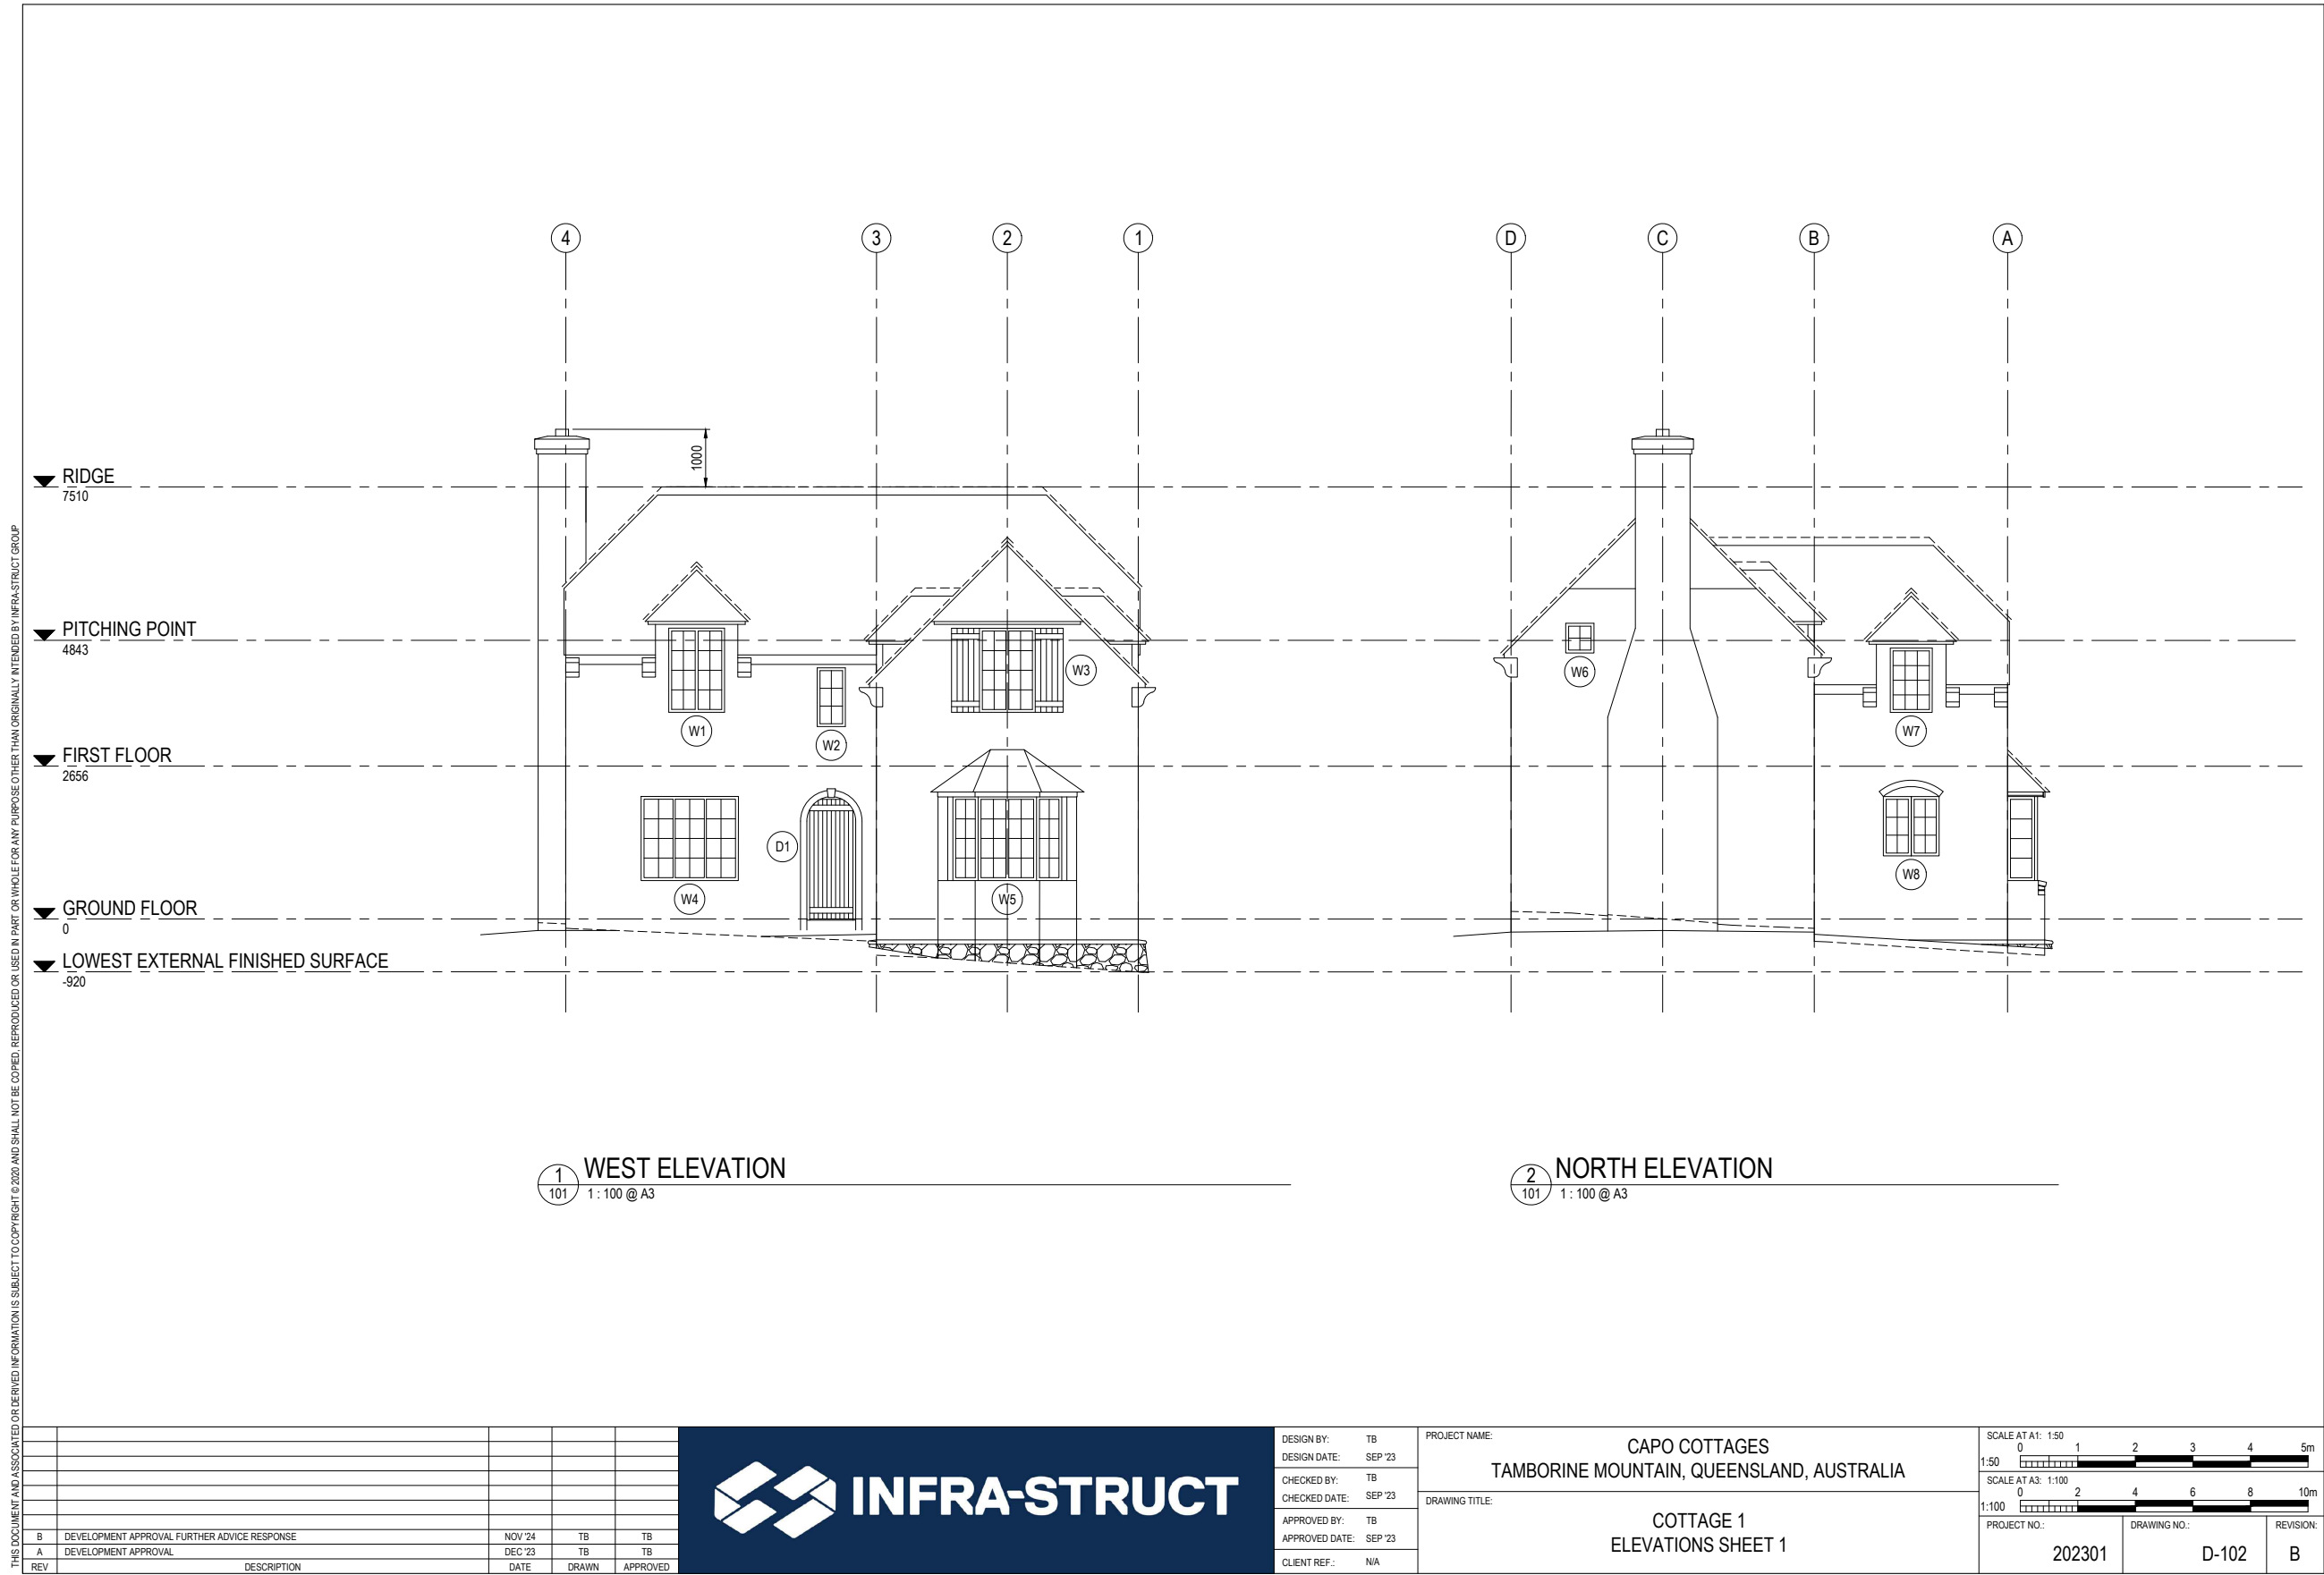 THIS DOCUMENT AND ASSOCIATED OR DERIVED INFORMATION IS SUBJECT TO COPYRIGHT © 2020 AND SHALL NOT BE COPIED, REPRODUCED OR USED IN PART OR WHOLE FOR ANY PURPOSE OTHER THAN ORIGINALLY INTENDED BY INFRA-STRUCT GROUP
4 3 2 1 D C B A
1000
RIDGE
7510
PITCHING POINT
4843
FIRST FLOOR
2656
GROUND FLOOR
0
LOWEST EXTERNAL FINISHED SURFACE
-920
W1
W2
W3
W4
D1
W5
W6
W7
W8
1
101
WEST ELEVATION
1 : 100 @ A3
2
101
NORTH ELEVATION
1 : 100 @ A3
B DEVELOPMENT APPROVAL FURTHER ADVICE RESPONSE NOV '24 TB TB
A DEVELOPMENT APPROVAL DEC '23 TB TB
REV DESCRIPTION DATE DRAWN APPROVED
INFRA-STRUCT
DESIGN BY: TB
DESIGN DATE: SEP '23
CHECKED BY: TB
CHECKED DATE: SEP '23
APPROVED BY: TB
APPROVED DATE: SEP '23
CLIENT REF.: N/A
PROJECT NAME:
CAPO COTTAGES
TAMBORINE MOUNTAIN, QUEENSLAND, AUSTRALIA
DRAWING TITLE:
COTTAGE 1
ELEVATIONS SHEET 1
SCALE AT A1: 1:50
0 1 2 3 4 5m
1:50
SCALE AT A3: 1:100
0 2 4 6 8 10m
1:100
PROJECT NO.:
202301
DRAWING NO.:
D-102
REVISION:
B